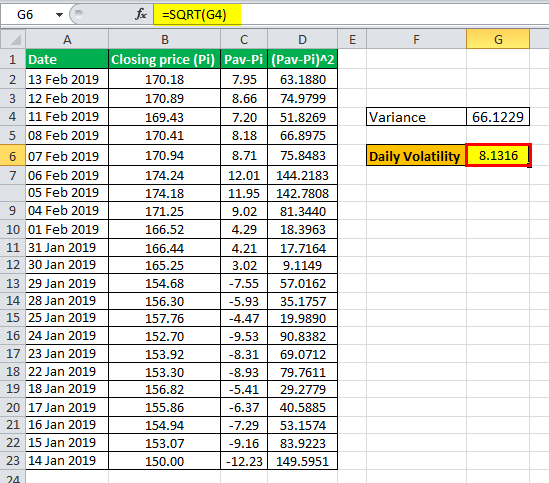 G6 fx =SQRT(G4)
A B C D E F G
1 Date Closing price (Pi) Pav-Pi (Pav-Pi)^2
2 13 Feb 2019 170.18 7.95 63.1880
3 12 Feb 2019 170.89 8.66 74.9799
4 11 Feb 2019 169.43 7.20 51.8269 Variance 66.1229
5 08 Feb 2019 170.41 8.18 66.8975
6 07 Feb 2019 170.94 8.71 75.8483 Daily Volatility 8.1316
7 06 Feb 2019 174.24 12.01 144.2183
05 Feb 2019 174.18 11.95 142.7808
9 04 Feb 2019 171.25 9.02 81.3440
10 01 Feb 2019 166.52 4.29 18.3963
11 31 Jan 2019 166.44 4.21 17.7164
12 30 Jan 2019 165.25 3.02 9.1149
13 29 Jan 2019 154.68 -7.55 57.0162
14 28 Jan 2019 156.30 -5.93 35.1757
15 25 Jan 2019 157.76 -4.47 19.9890
16 24 Jan 2019 152.70 -9.53 90.8382
17 23 Jan 2019 153.92 -8.31 69.0712
18 22 Jan 2019 153.30 -8.93 79.7611
19 18 Jan 2019 156.82 -5.41 29.2779
20 17 Jan 2019 155.86 -6.37 40.5885
21 16 Jan 2019 154.94 -7.29 53.1574
22 15 Jan 2019 153.07 -9.16 83.9223
23 14 Jan 2019 150.00 -12.23 149.5951
24